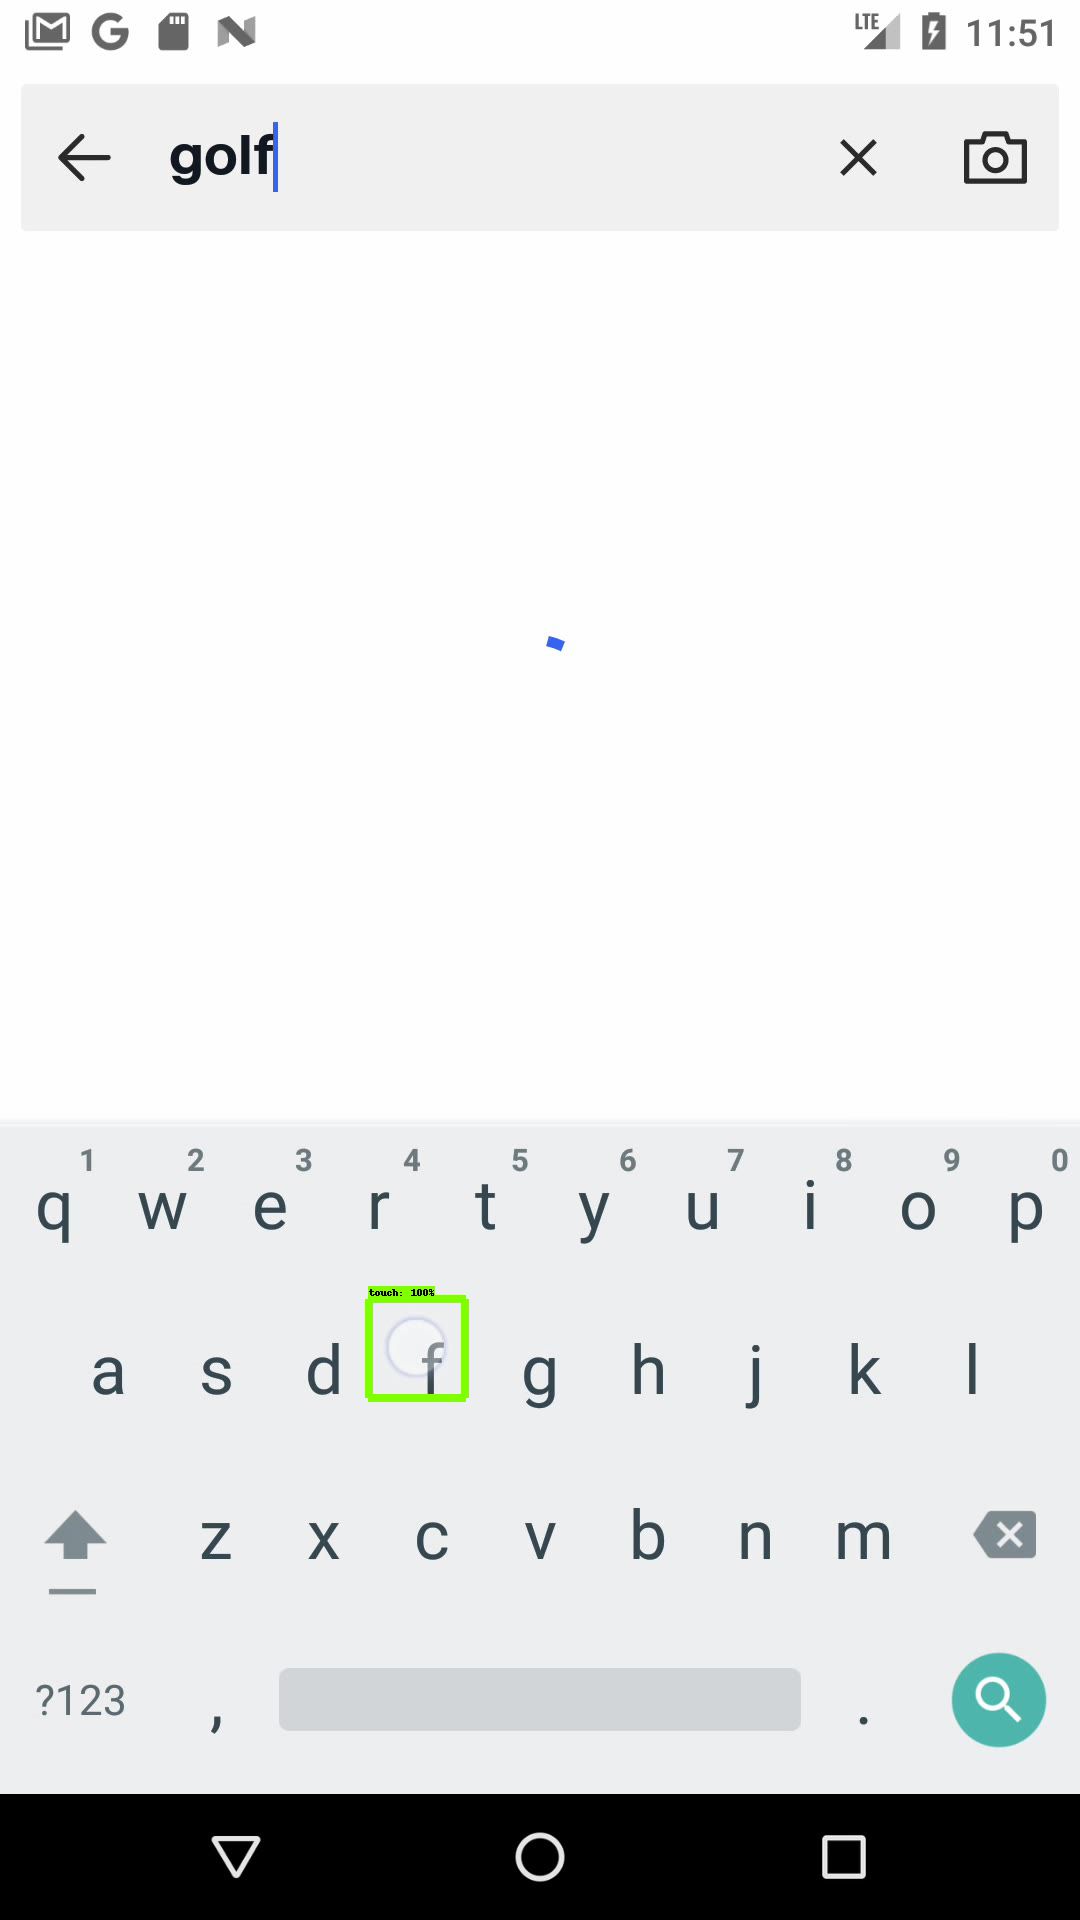 LTE 11:51
golf
1 2 3 4 5 6 7 8 9 0
q w e r t y u i o p
touch: 100%
a s d f g h j k l
z x c v b n m
?123 , .